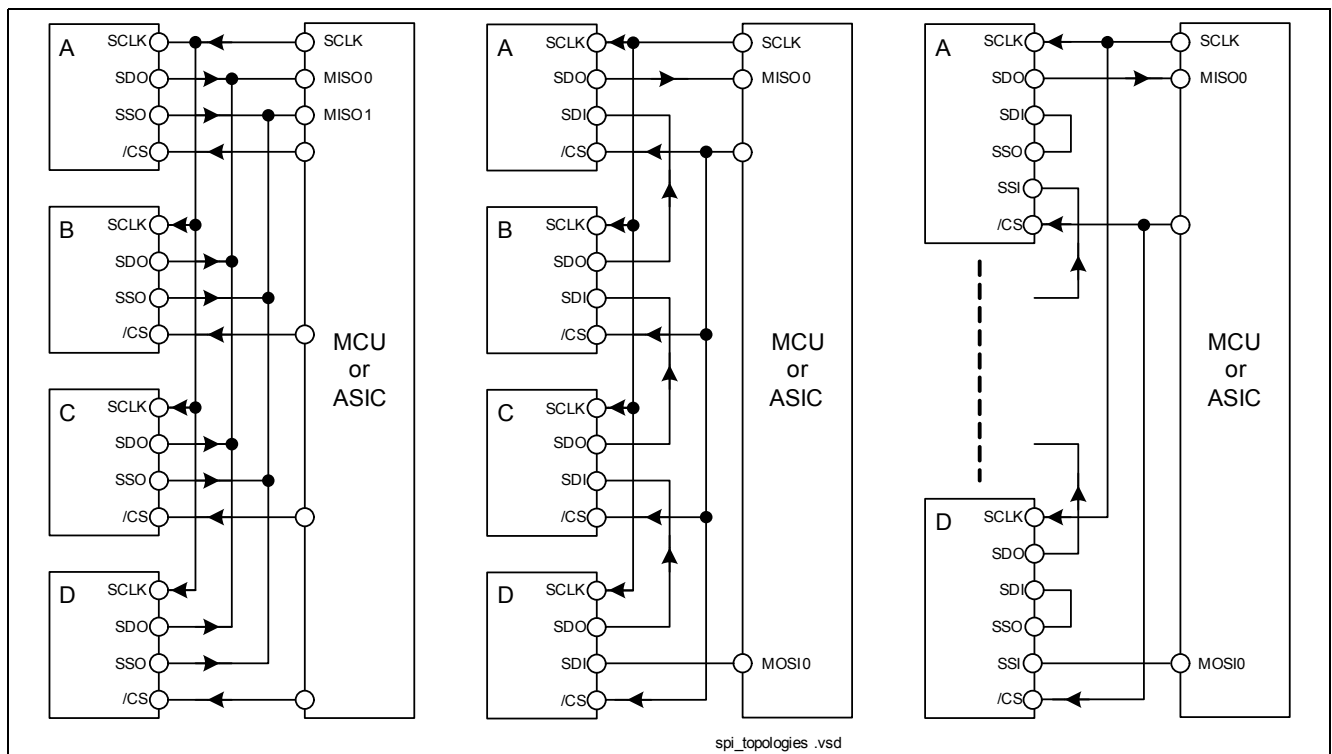 A
SCLK
SDO
SSO
/CS
B
SCLK
SDO
SSO
/CS
C
SCLK
SDO
SSO
/CS
D
SCLK
SDO
SSO
/CS
SCLK
MISO0
MISO1
MCU
or
ASIC
A
SCLK
SDO
SDI
/CS
B
SCLK
SDO
SDI
/CS
C
SCLK
SDO
SDI
/CS
D
SCLK
SDO
SDI
/CS
SCLK
MISO0
MCU
or
ASIC
MOSI0
A
SCLK
SDO
SDI
SSO
SSI
/CS
D
SCLK
SDO
SDI
SSO
SSI
/CS
SCLK
MISO0
MCU
or
ASIC
MOSI0
spi_topologies .vsd